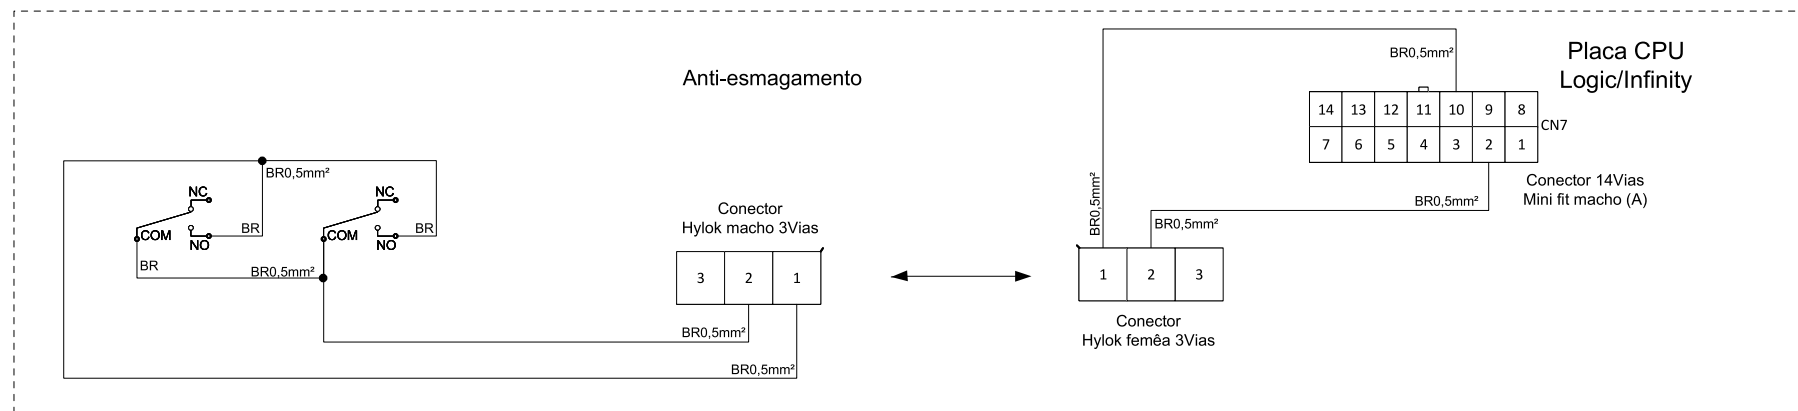 Anti-esmagamento
Placa CPU
Logic/Infinity
BR0,5mm²
14 13 12 11 10 9 8
7 6 5 4 3 2 1
CN7
Conector 14Vias
Mini fit macho (A)
BR0,5mm²
BR0,5mm²
BR0,5mm²
1 2 3
Conector
Hylok femêa 3Vias
BR0,5mm²
NC
COM
NO
BR
BR
NC
COM
NO
BR
BR0,5mm²
Conector
Hylok macho 3Vias
3 2 1
BR0,5mm²
BR0,5mm²